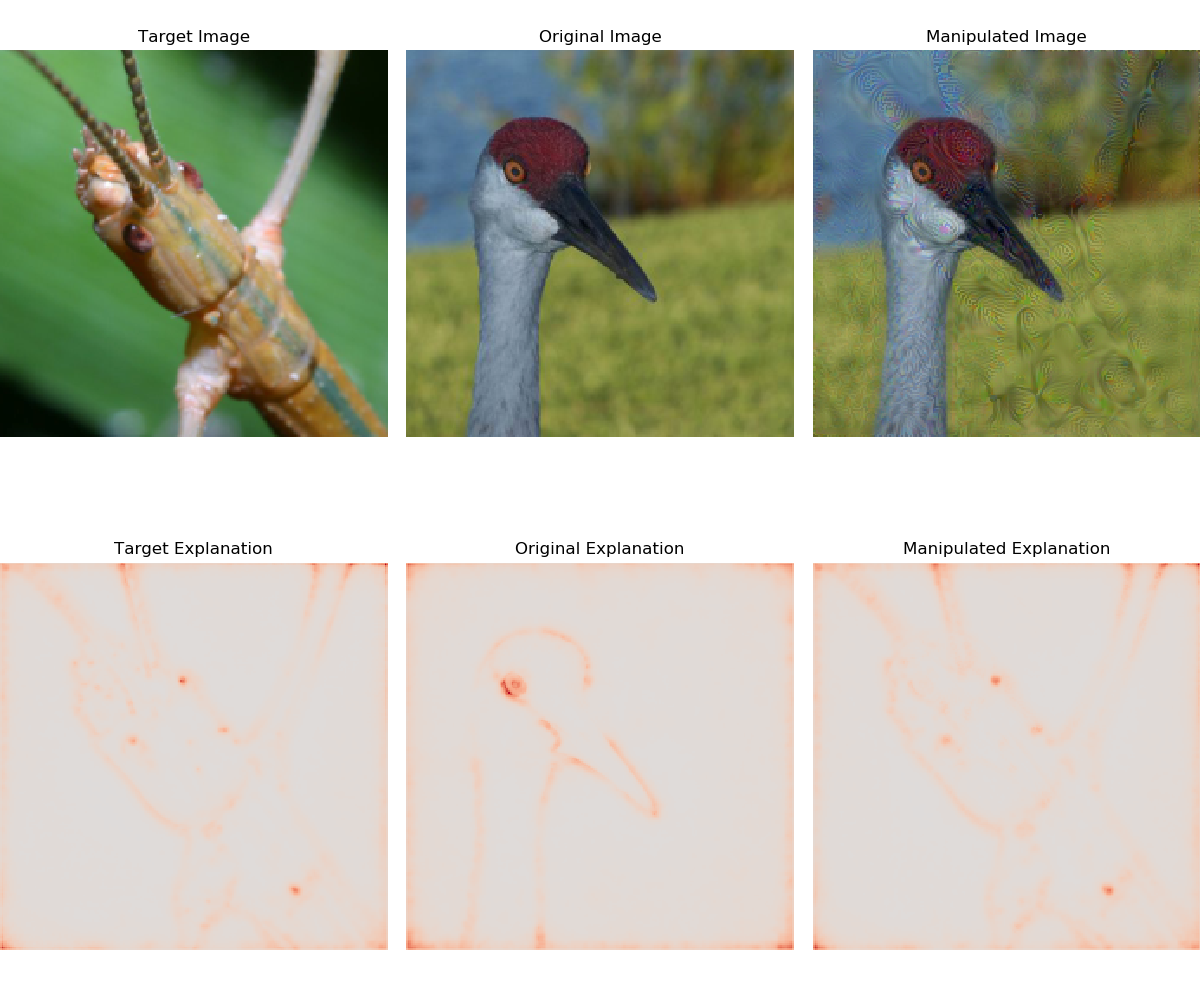 Target Image
Original Image
Manipulated Image
Target Explanation
Original Explanation
Manipulated Explanation